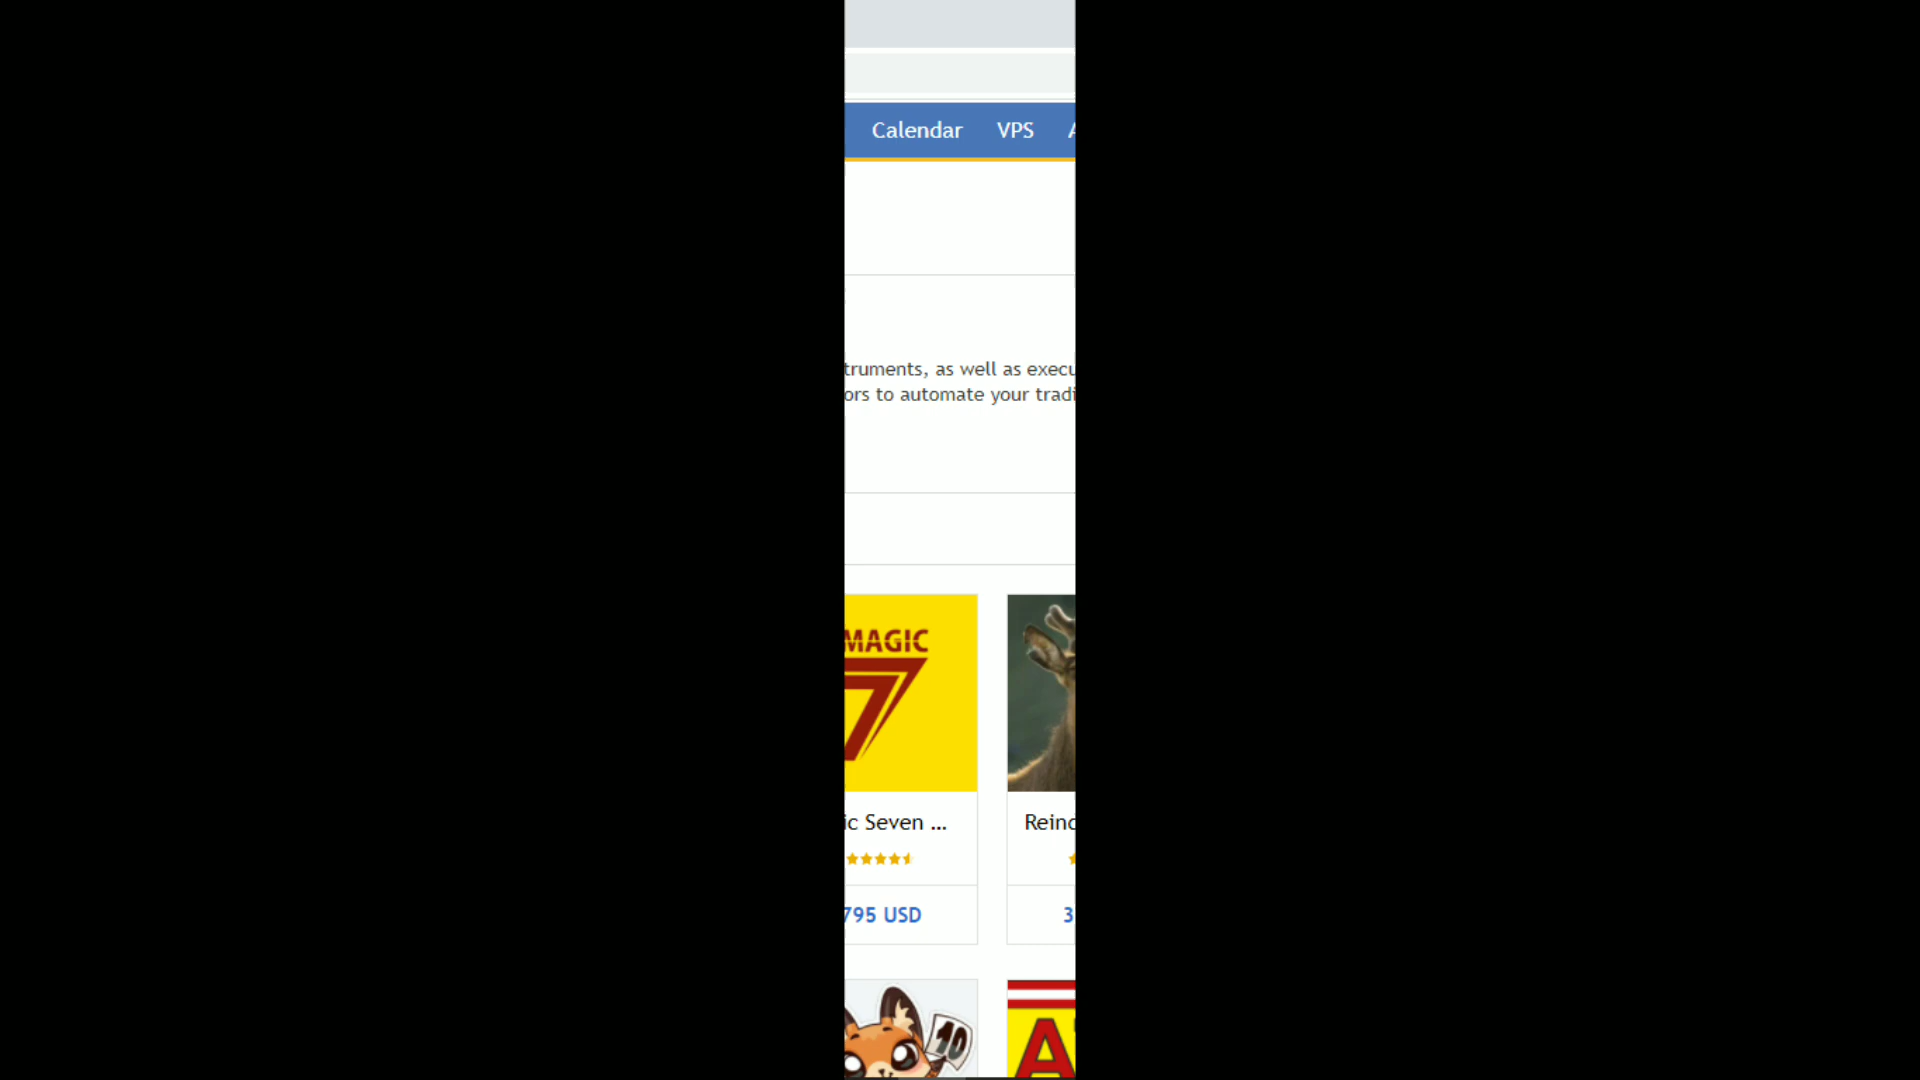 Calendar VPS
truments, as well as execu
ors to automate your tradi
MAGIC
7
ic Seven ...
Reind
795 USD
3
10
A